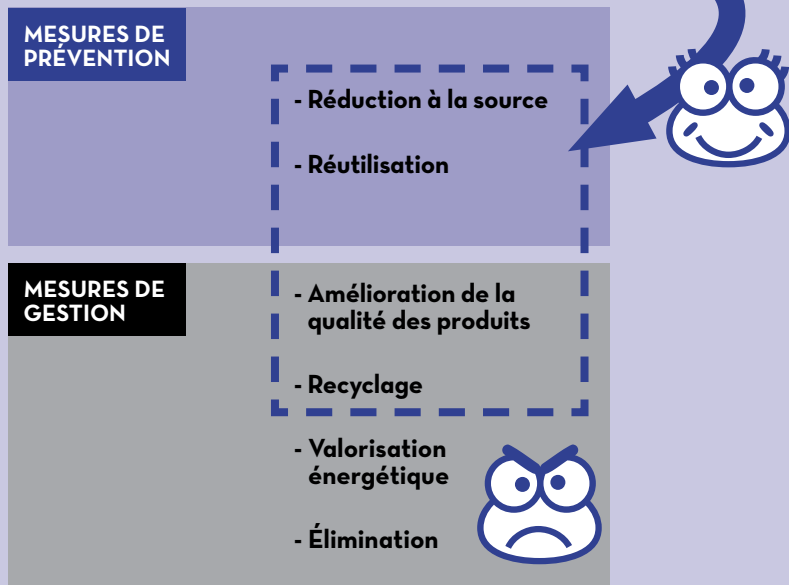 MESURES DE
PRÉVENTION
- Réduction à la source
- Réutilisation
MESURES DE
GESTION
- Amélioration de la
qualité des produits
- Recyclage
- Valorisation
énergétique
- Élimination